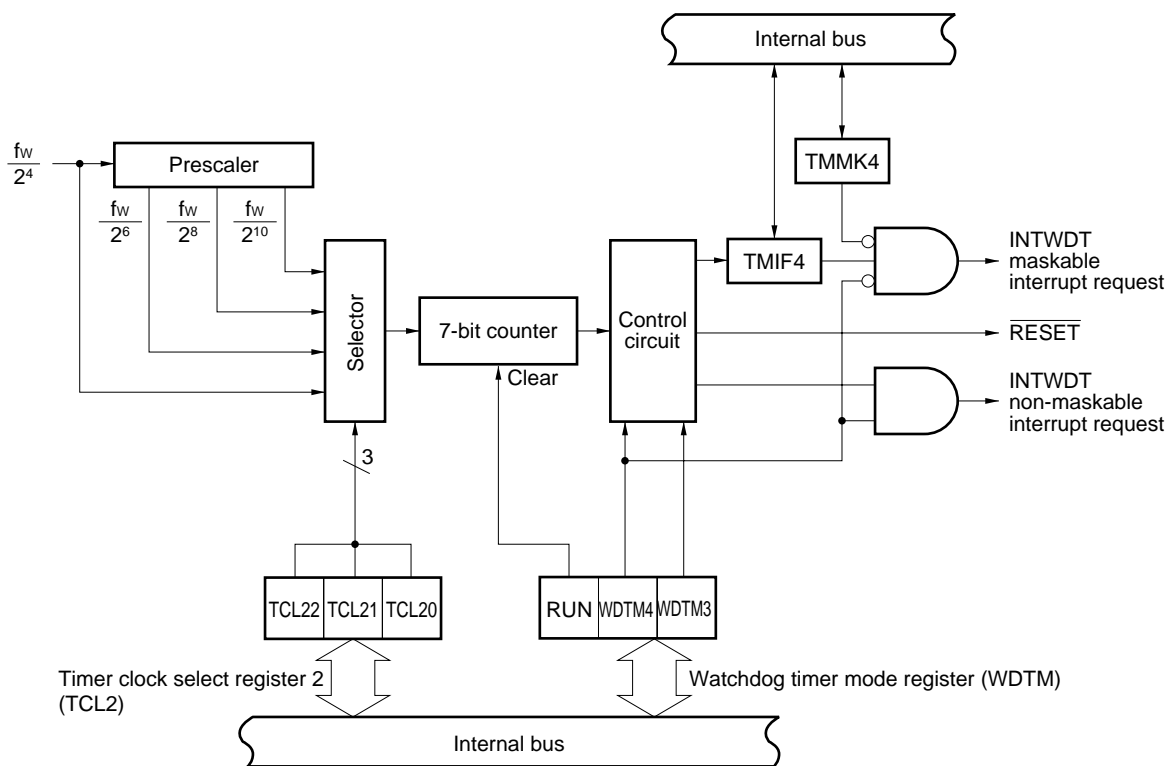 Internal bus
TMMK4
fW
2⁴
Prescaler
fW
2⁶
fW
2⁸
fW
2¹⁰
TMIF4
INTWDT
maskable
interrupt request
Selector
7-bit counter
Clear
Control
circuit
RESET
INTWDT
non-maskable
interrupt request
3
TCL22 TCL21 TCL20
RUN WDTM4 WDTM3
Timer clock select register 2
(TCL2)
Watchdog timer mode register (WDTM)
Internal bus